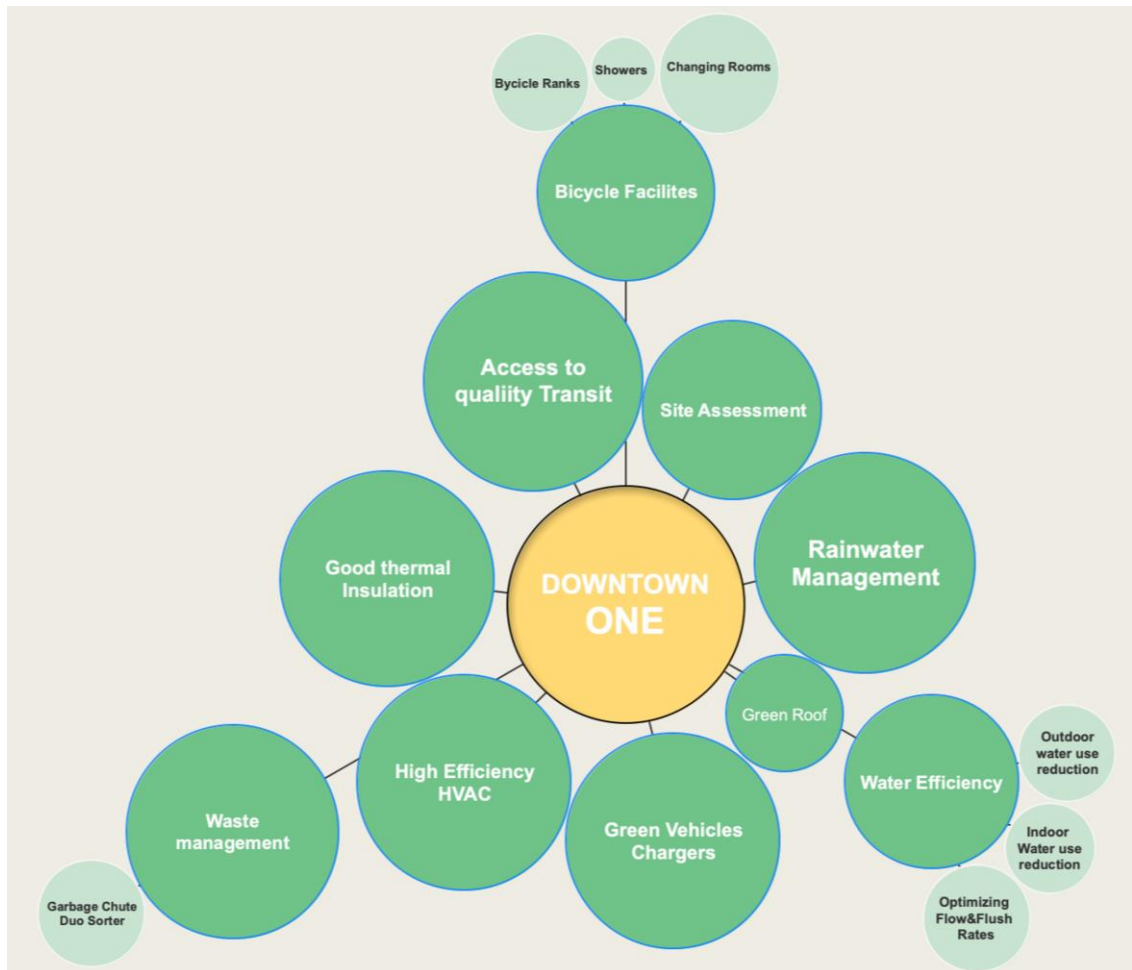 Bycicle Ranks
Showers
Changing Rooms
Bicycle Facilites
Access to
qualiity Transit
Site Assessment
Rainwater
Management
Good thermal
Insulation
DOWNTOWN
ONE
Green Roof
Outdoor
water use
reduction
Water Efficiency
High Efficiency
HVAC
Waste
management
Green Vehicles
Chargers
Indoor
Water use
reduction
Garbage Chute
Duo Sorter
Optimizing
Flow&Flush
Rates